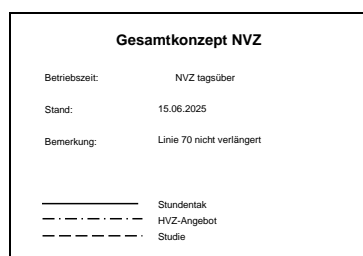 Gesamtkonzept NVZ
Betriebszeit: NVZ tagsüber
Stand: 15.06.2025
Bemerkung: Linie 70 nicht verlängert
Stundentak
HVZ-Angebot
Studie